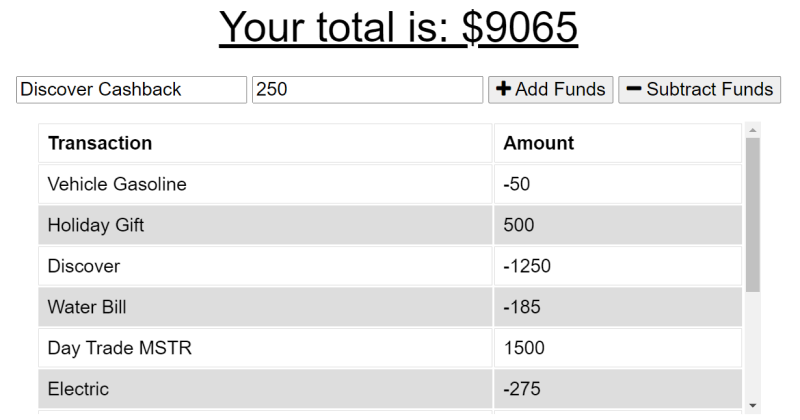 Your total is: $9065
Discover Cashback 250 Add Funds Subtract Funds
Transaction Amount
Vehicle Gasoline -50
Holiday Gift 500
Discover -1250
Water Bill -185
Day Trade MSTR 1500
Electric -275